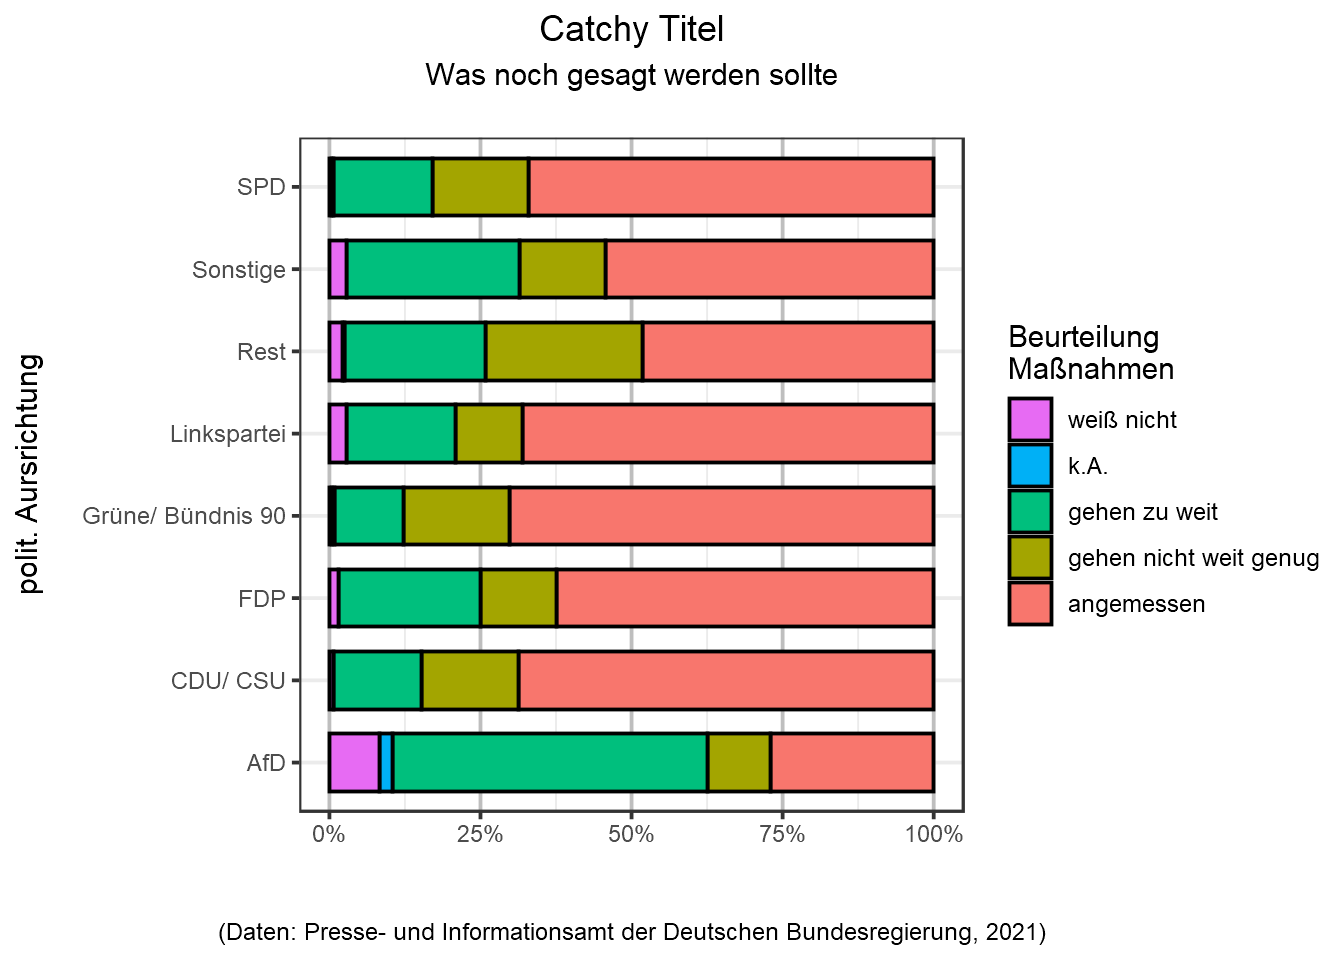 Catchy Titel
Was noch gesagt werden sollte
polit. Aursrichtung
SPD
Sonstige
Rest
Linkspartei
Grüne/ Bündnis 90
FDP
CDU/ CSU
AfD
0%
25%
50%
75%
100%
Beurteilung
Maßnahmen
weiß nicht
k.A.
gehen zu weit
gehen nicht weit genug
angemessen
(Daten: Presse- und Informationsamt der Deutschen Bundesregierung, 2021)